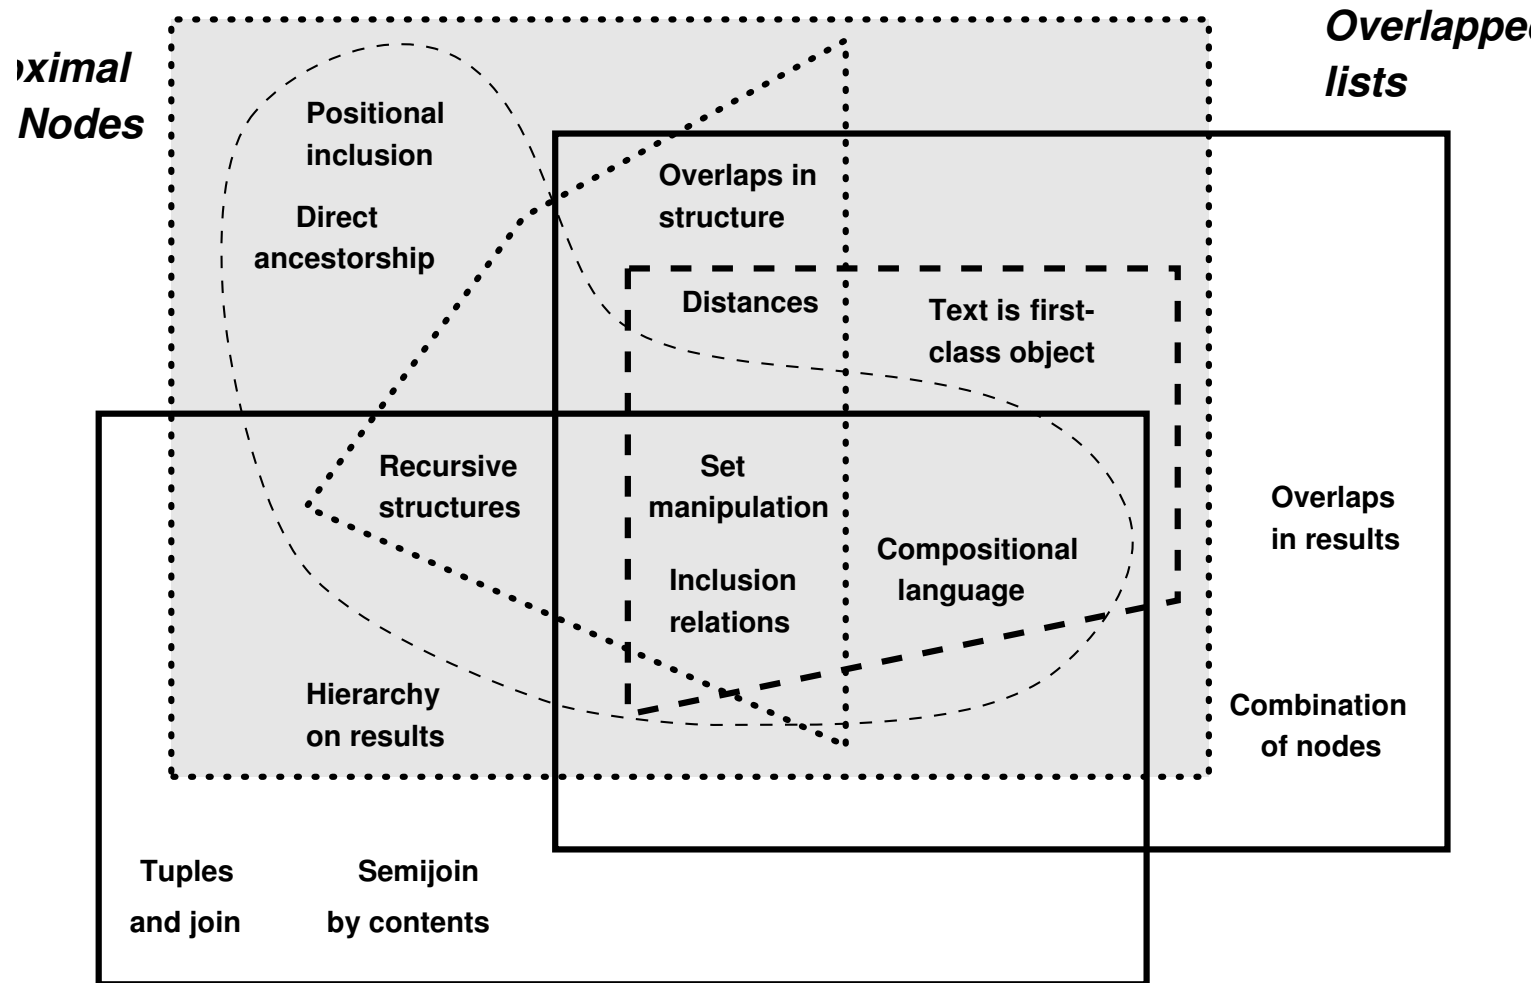 Nodes
lists
Positional
inclusion
Direct
ancestorship
Overlaps in
structure
Distances
Text is first-
class object
Recursive
structures
Set
manipulation
Inclusion
relations
Compositional
language
Overlaps
in results
Hierarchy
on results
Combination
of nodes
Tuples
and join
Semijoin
by contents